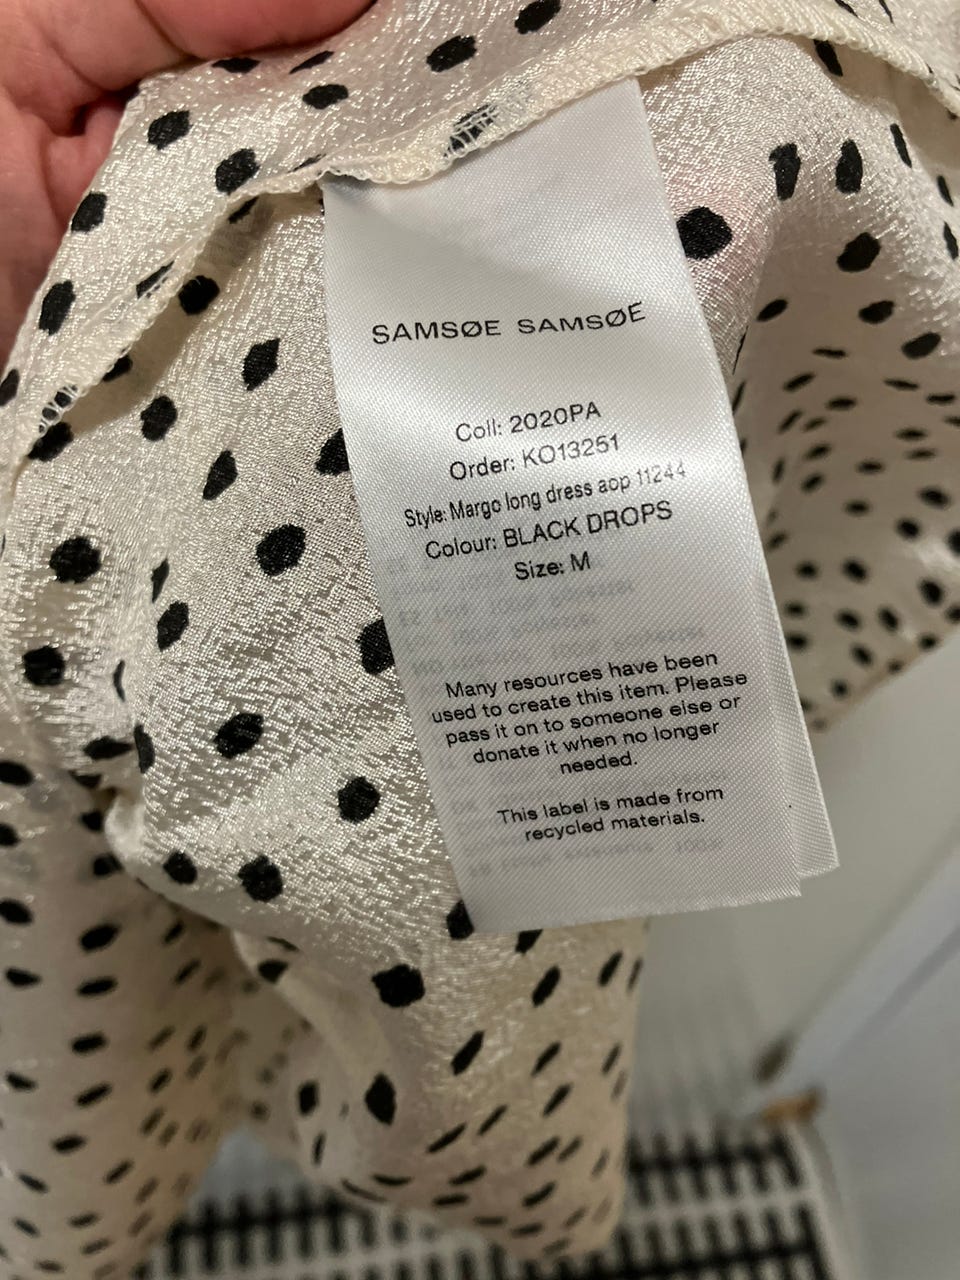 SAMSØE SAMSØE
Coll: 2020PA
Order: KO13251
Style: Margo long dress aop 11244
Colour: BLACK DROPS
Size: M
Many resources have been
used to create this item. Please
pass it on to someone else or
donate it when no longer
needed.
This label is made from
recycled materials.